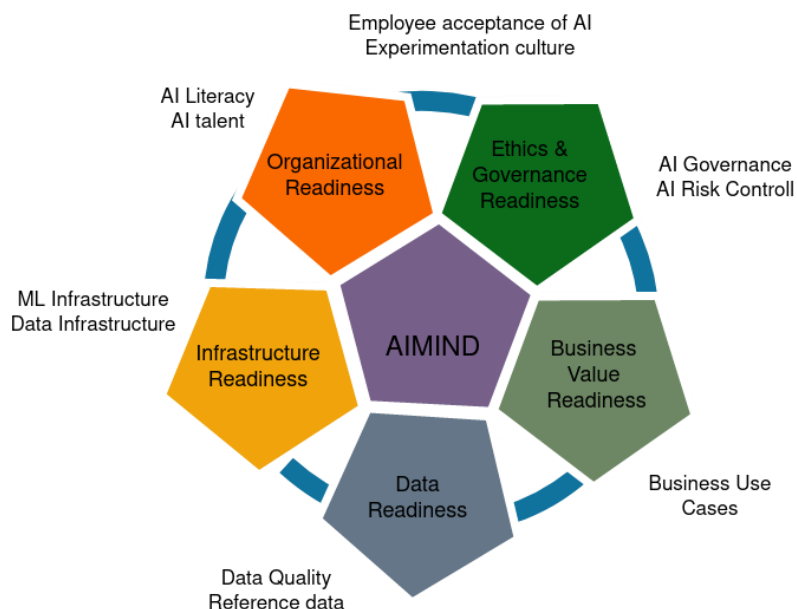 Employee acceptance of AI
Experimentation culture
AI Literacy
AI talent
Organizational
Readiness
Ethics &
Governance
Readiness
AI Governance
AI Risk Controll
ML Infrastructure
Data Infrastructure
Infrastructure
Readiness
AIMIND
Business
Value
Readiness
Data
Readiness
Business Use
Cases
Data Quality
Reference data